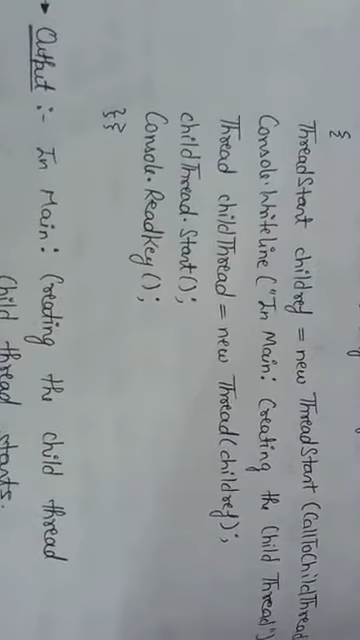 {
ThreadStart childref = new ThreadStart (CallToChildThread
Console.WriteLine ("In Main: Creating the Child Thread")
Thread childThread = new Thread(childref);
childThread.Start();
Console.ReadKey();
}}
→ Output :- In Main: Creating the child thread
Child thread starts.